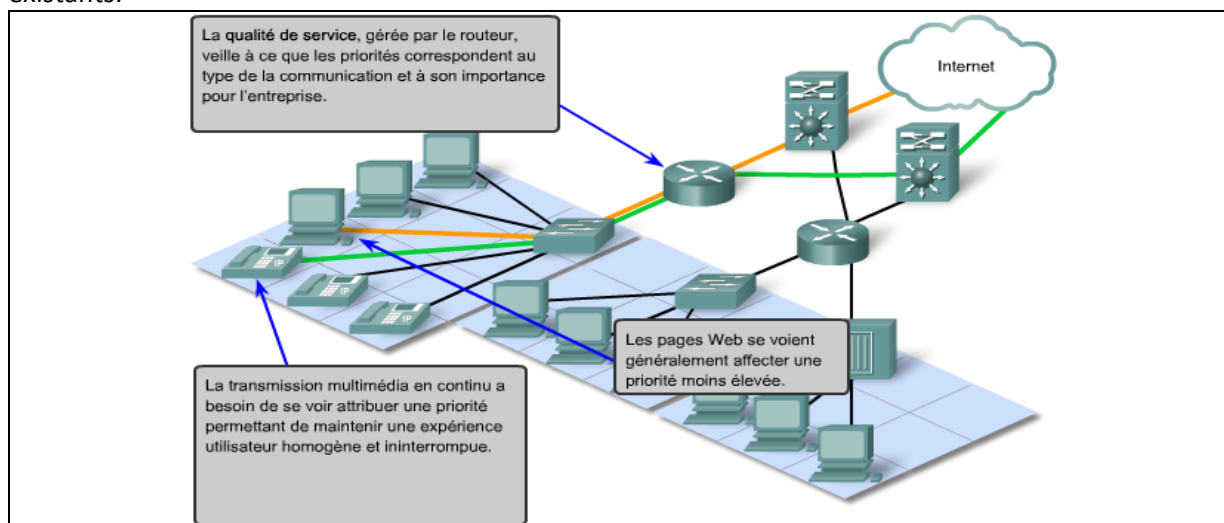 La qualité de service, gérée par le routeur,
veille à ce que les priorités correspondent au
type de la communication et à son importance
pour l'entreprise.
Internet
IP
IP
IP
Les pages Web se voient
généralement affecter une
priorité moins élevée.
La transmission multimédia en continu a
besoin de se voir attribuer une priorité
permettant de maintenir une expérience
utilisateur homogène et ininterrompue.